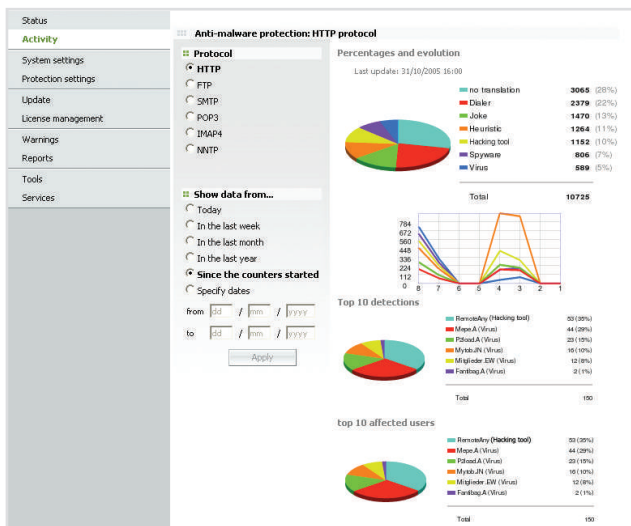 Status
Activity
System settings
Protection settings
Update
License management
Warnings
Reports
Tools
Services
Anti-malware protection: HTTP protocol
Protocol
HTTP
FTP
SMTP
POP3
IMAP4
NNTP
Show data from...
Today
In the last week
In the last month
In the last year
Since the counters started
Specify dates
from dd / mm / yyyy
to dd / mm / yyyy
Apply
Percentages and evolution
Last update: 31/10/2005 16:00
no translation 3065 (28%)
Dialer 2379 (22%)
Joke 1470 (13%)
Heuristic 1264 (11%)
Hacking tool 1152 (10%)
Spyware 806 (7%)
Virus 589 (5%)
Total 10725
784
672
560
448
336
224
112
0
8 7 6 5 4 3 2 1
Top 10 detections
RemoteAny (Hacking tool) 53 (35%)
Mepe.A (Virus) 44 (29%)
P2load.A (Virus) 23 (15%)
Mytob.JN (Virus) 16 (10%)
Mitglieder.EW (Virus) 12 (8%)
Fantibag.A (Virus) 2 (1%)
Total 150
top 10 affected users
RemoteAny (Hacking tool) 53 (35%)
Mepe.A (Virus) 44 (29%)
P2load.A (Virus) 23 (15%)
Mytob.JN (Virus) 16 (10%)
Mitglieder.EW (Virus) 12 (8%)
Fantibag.A (Virus) 2 (1%)
Total 150